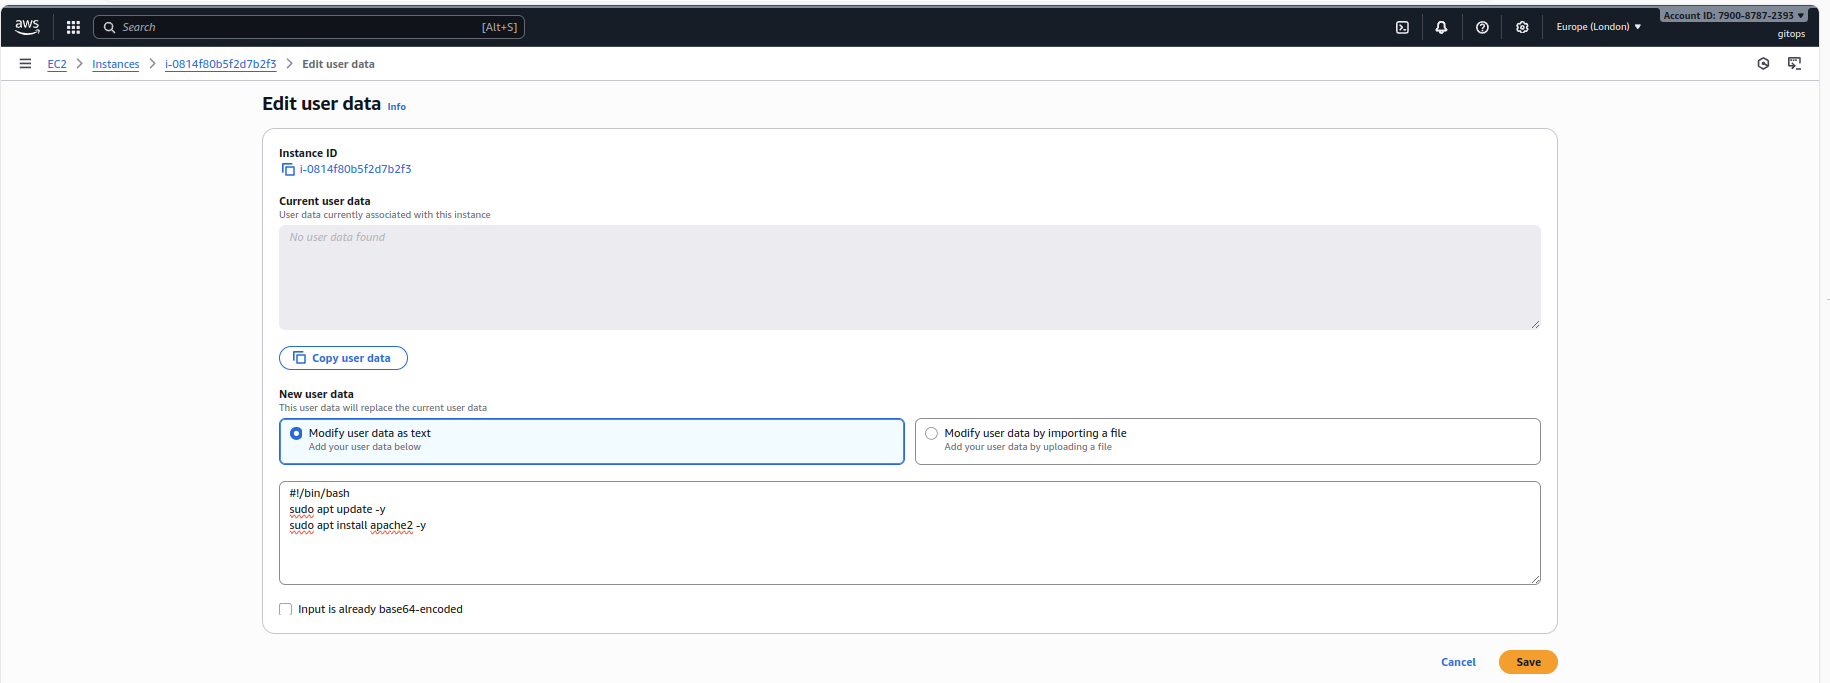 aws
Search [Alt+S]
Europe (London)
Account ID: 7900-8787-2393
gitops
EC2 > Instances > i-0814f80b5f2d7b2f3 > Edit user data
Edit user data Info
Instance ID
i-0814f80b5f2d7b2f3
Current user data
User data currently associated with this instance
No user data found
Copy user data
New user data
This user data will replace the current user data
Modify user data as text
Add your user data below
Modify user data by importing a file
Add your user data by uploading a file
#!/bin/bash
sudo apt update -y
sudo apt install apache2 -y
Input is already base64-encoded
Cancel Save